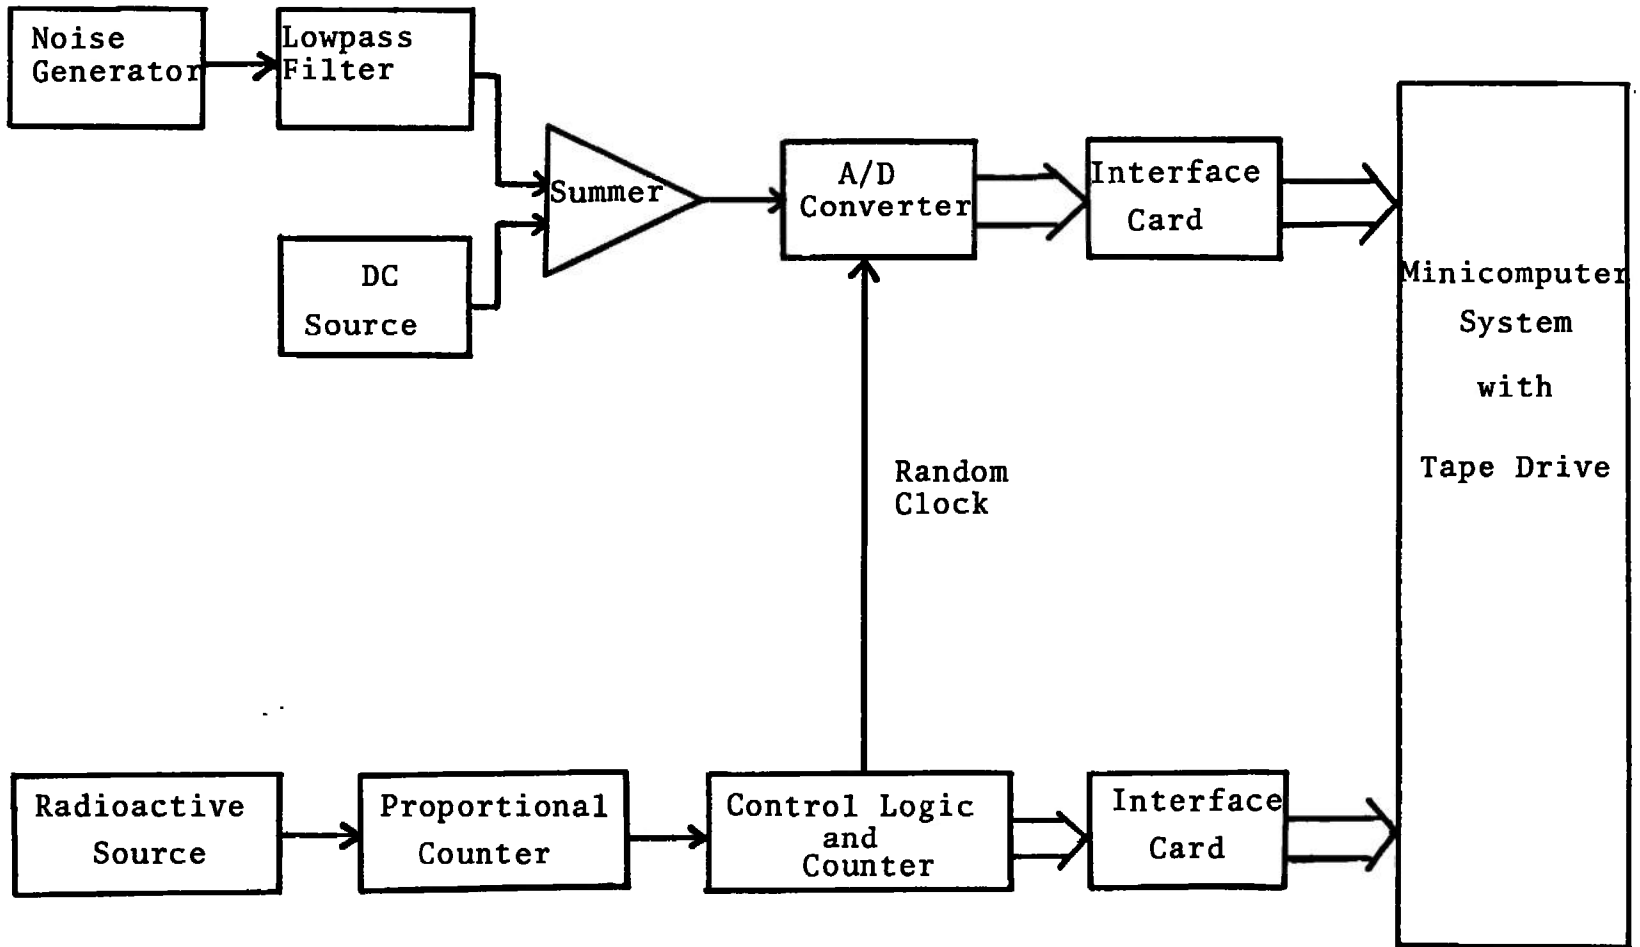 Noise
Generator
Lowpass
Filter
Summer
DC
Source
A/D
Converter
Interface
Card
Minicomputer
System
with
Tape Drive
Random
Clock
Radioactive
Source
Proportional
Counter
Control Logic
and
Counter
Interface
Card